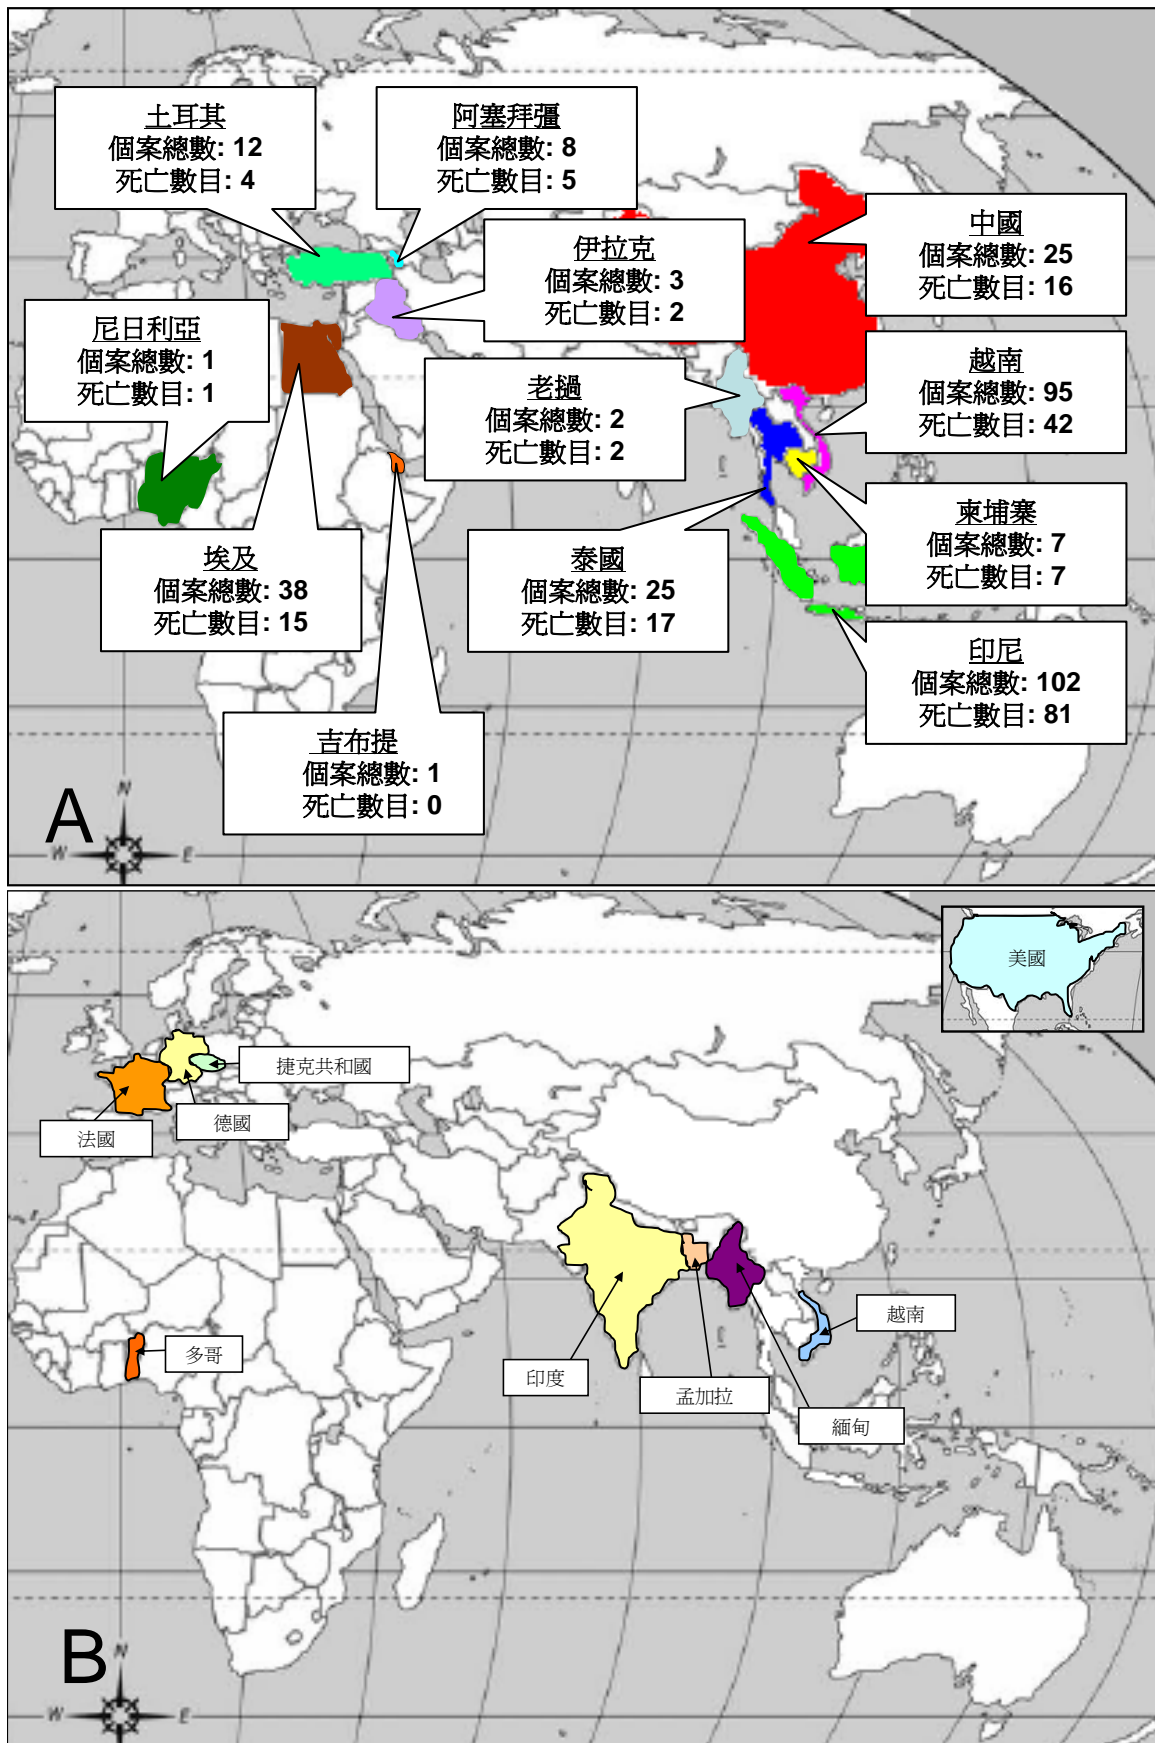 土耳其
個案總數: 12
死亡數目: 4
阿塞拜彊
個案總數: 8
死亡數目: 5
伊拉克
個案總數: 3
死亡數目: 2
中國
個案總數: 25
死亡數目: 16
尼日利亞
個案總數: 1
死亡數目: 1
老撾
個案總數: 2
死亡數目: 2
越南
個案總數: 95
死亡數目: 42
埃及
個案總數: 38
死亡數目: 15
泰國
個案總數: 25
死亡數目: 17
柬埔寨
個案總數: 7
死亡數目: 7
印尼
個案總數: 102
死亡數目: 81
吉布提
個案總數: 1
死亡數目: 0
A
N
W
E
美國
捷克共和國
德國
法國
越南
多哥
印度
孟加拉
緬甸
B
N
W
E